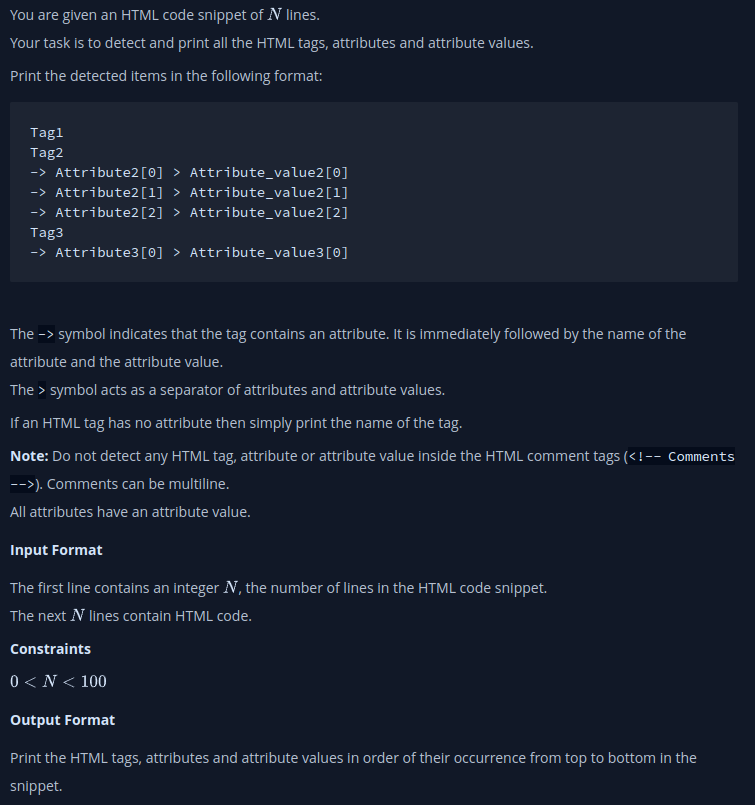 You are given an HTML code snippet of N lines.
Your task is to detect and print all the HTML tags, attributes and attribute values.
Print the detected items in the following format:
Tag1
Tag2
-> Attribute2[0] > Attribute_value2[0]
-> Attribute2[1] > Attribute_value2[1]
-> Attribute2[2] > Attribute_value2[2]
Tag3
-> Attribute3[0] > Attribute_value3[0]
The -> symbol indicates that the tag contains an attribute. It is immediately followed by the name of the
attribute and the attribute value.
The > symbol acts as a separator of attributes and attribute values.
If an HTML tag has no attribute then simply print the name of the tag.
Note: Do not detect any HTML tag, attribute or attribute value inside the HTML comment tags (<!-- Comments
-->). Comments can be multiline.
All attributes have an attribute value.
Input Format
The first line contains an integer N, the number of lines in the HTML code snippet.
The next N lines contain HTML code.
Constraints
0 < N < 100
Output Format
Print the HTML tags, attributes and attribute values in order of their occurrence from top to bottom in the
snippet.